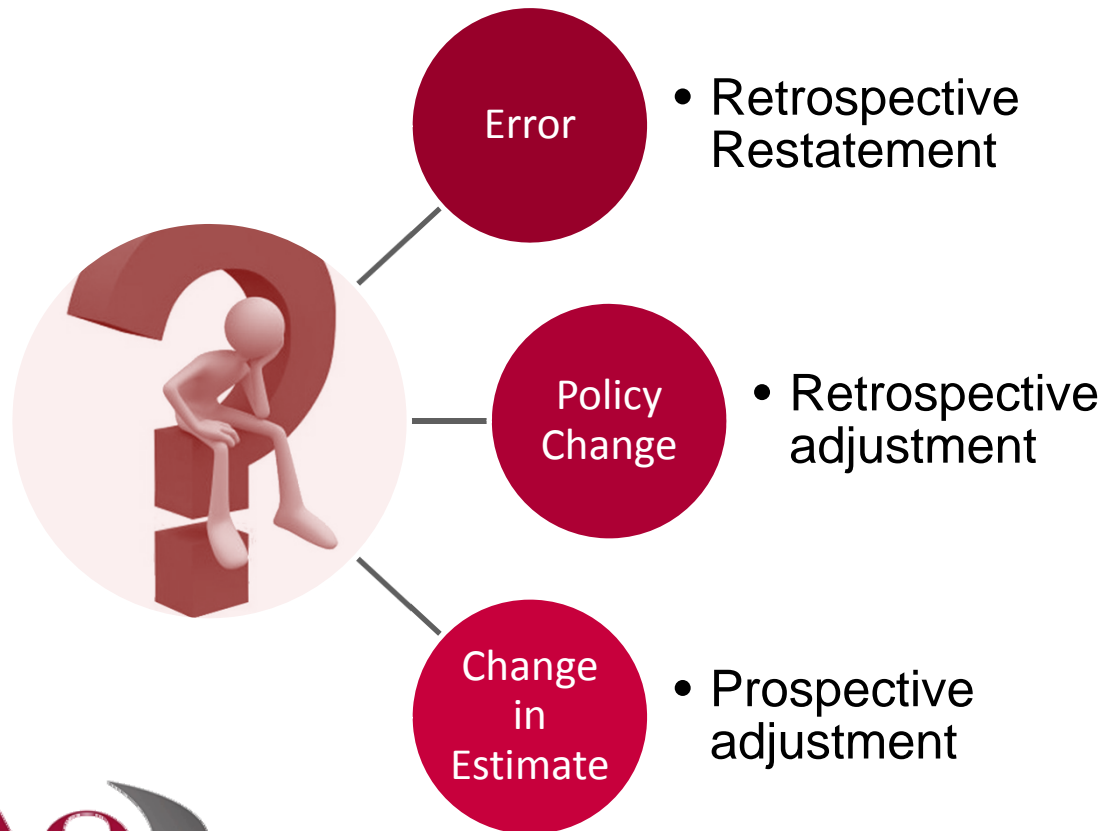 Error
• Retrospective
Restatement
Policy
Change
• Retrospective
adjustment
Change
in
Estimate
• Prospective
adjustment